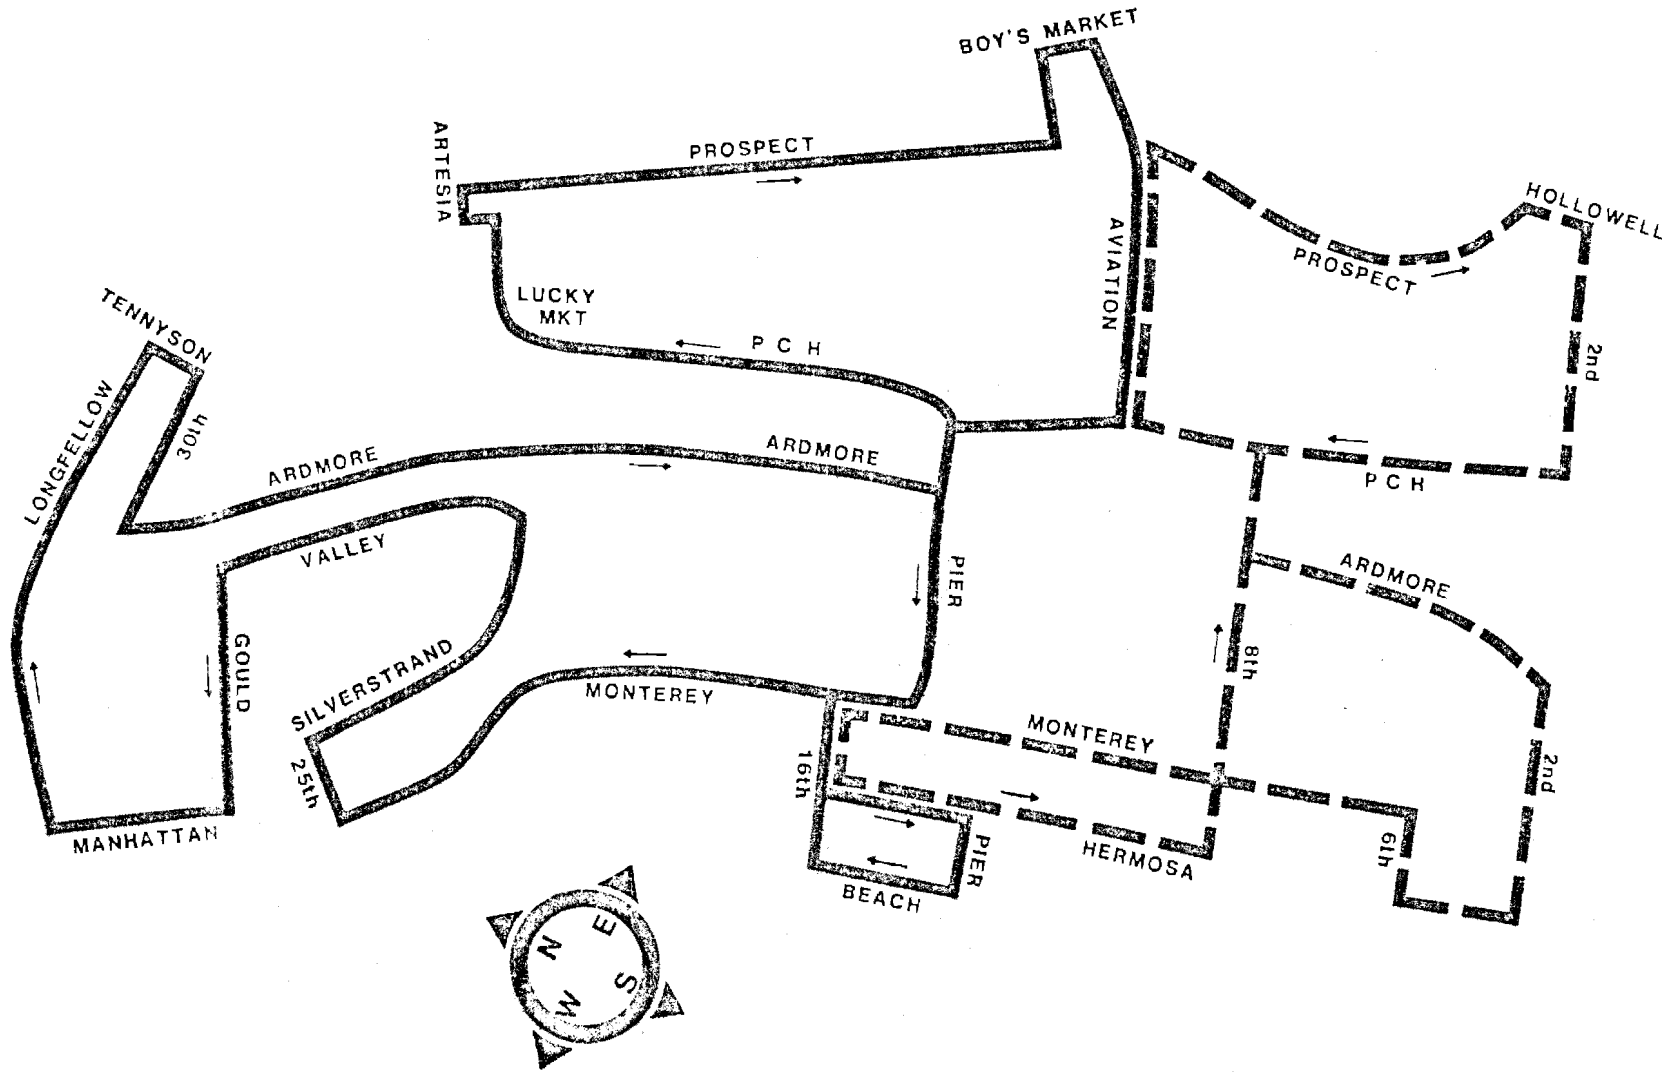 BOY'S MARKET
ARTESIA
PROSPECT
HOLLOWELL
AVIATION
PROSPECT
LUCKY
MKT
P C H
2nd
TENNYSON
LONGFELLOW
30th
ARDMORE
ARDMORE
P C H
VALLEY
PIER
ARDMORE
GOULD
SILVERSTRAND
MONTEREY
8th
25th
16th
MONTEREY
2nd
MANHATTAN
PIER
HERMOSA
6th
BEACH
N
E
S
W